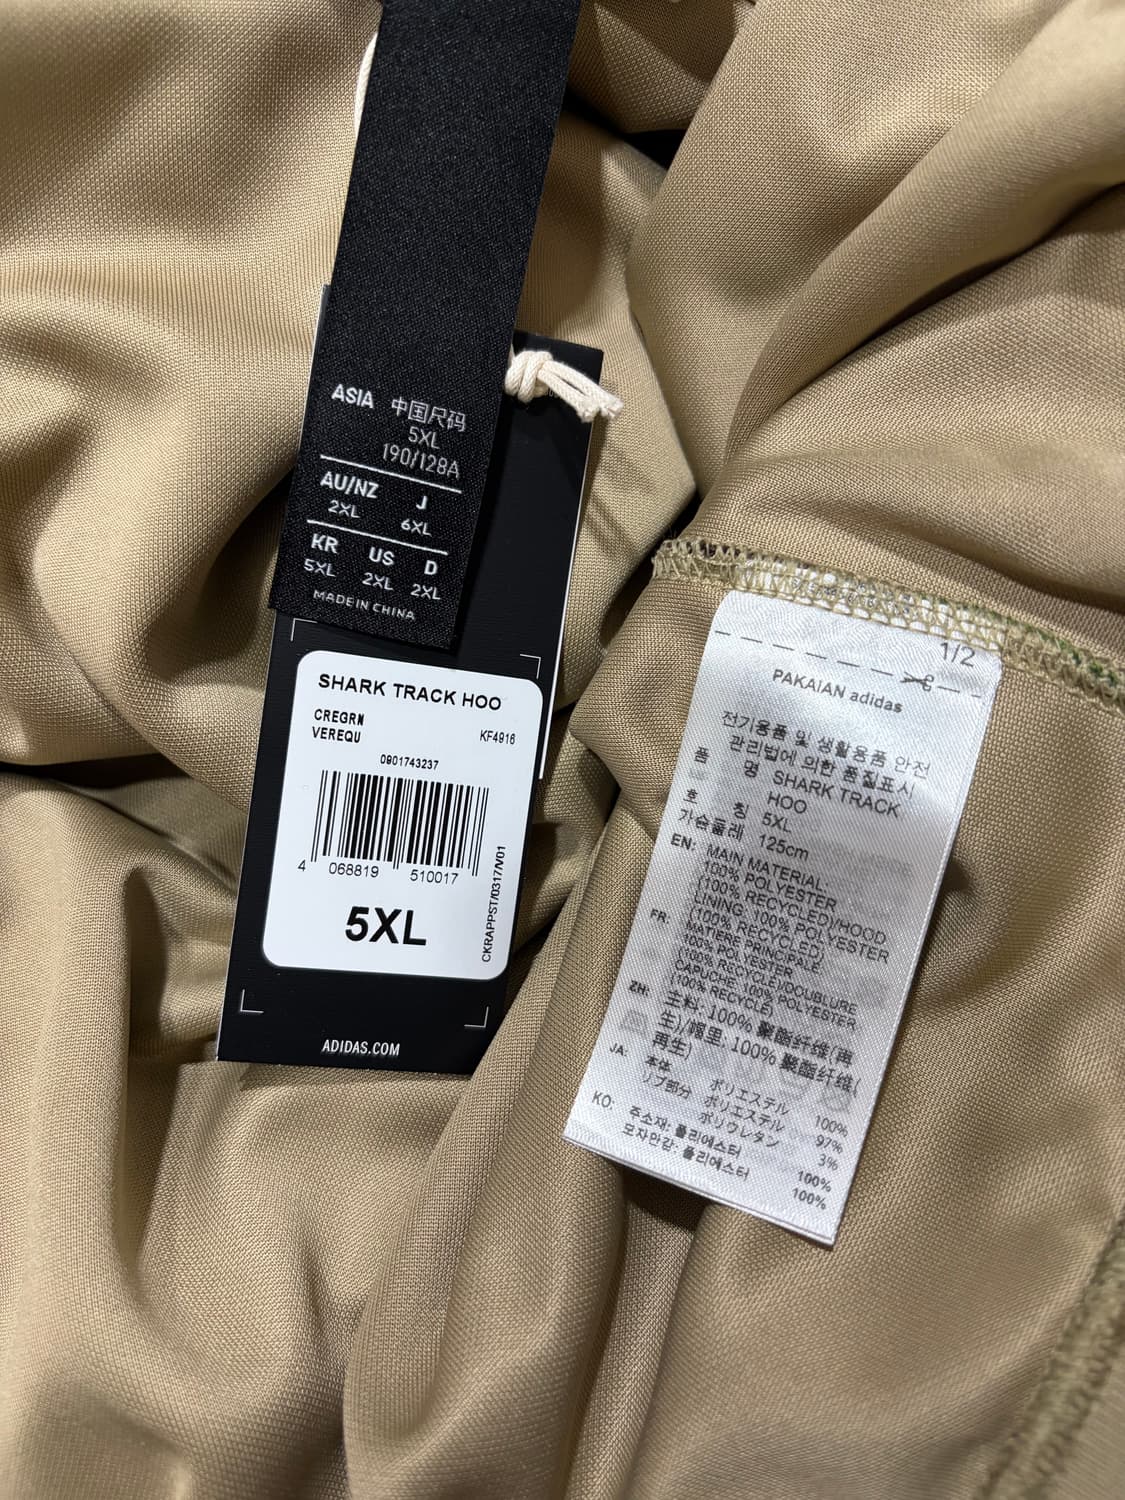 ASIA 中国尺码
5XL
190/128A
AU/NZ J
2XL 6XL
KR US D
5XL 2XL 2XL
MADE IN CHINA
SHARK TRACK HOO
CREGRN
VEREQU KF4916
0901743237
4 068819 510017
CKRAPPST/0317/V01
5XL
ADIDAS.COM
1/2
PAKAIAN adidas
전기용품 및 생활용품 안전
관리법에 의한 품질표시
품 명 SHARK TRACK
HOO
호 칭 5XL
가슴둘레 125cm
EN: MAIN MATERIAL:
100% POLYESTER
(100% RECYCLED)/HOOD
LINING: 100% POLYESTER
(100% RECYCLED)
FR: MATIERE PRINCIPALE:
100% POLYESTER
(100% RECYCLE)/DOUBLURE
CAPUCHE: 100% POLYESTER
(100% RECYCLE)
ZH: 主料: 100% 聚酯纤维(再
生)/帽里: 100% 聚酯纤维(
再生)
JA: 本体 ポリエステル 100%
リブ部分 ポリエステル 97%
ポリウレタン 3%
KO: 주소재: 폴리에스터 100%
모자안감: 폴리에스터 100%